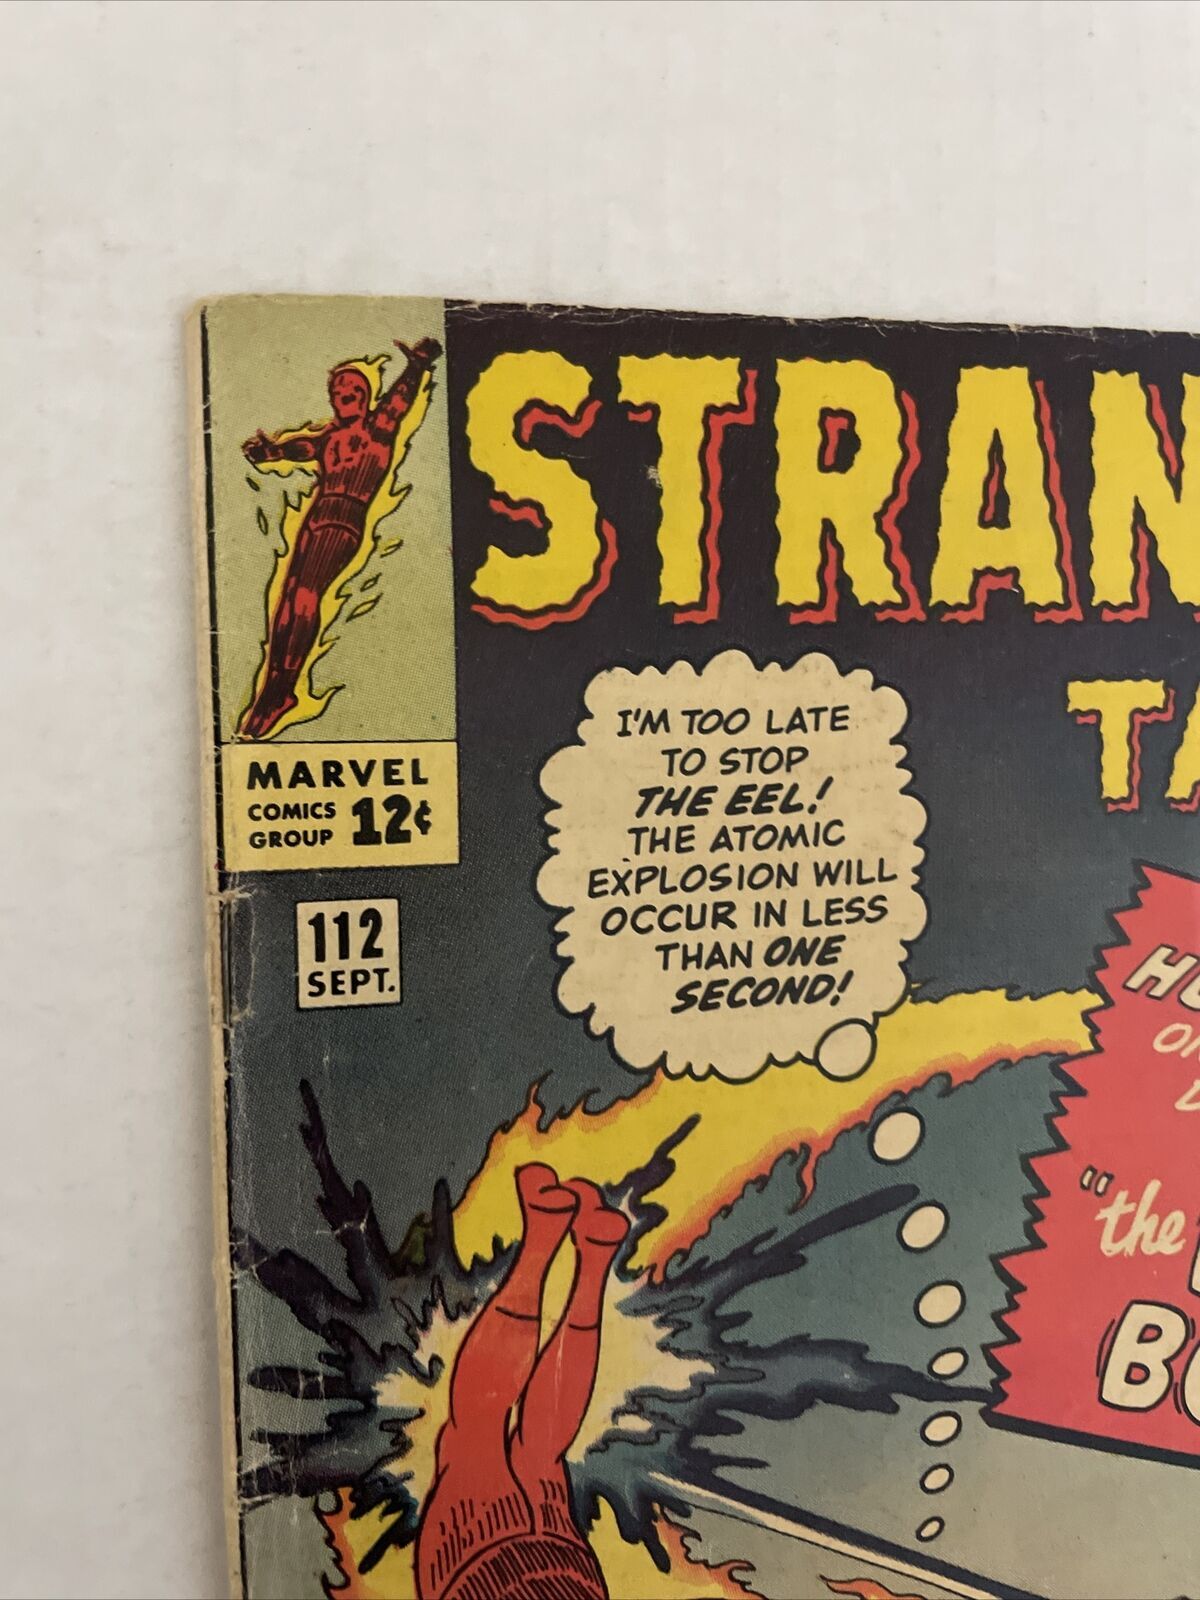 STRAN
TA
MARVEL
COMICS
GROUP 12¢
112
SEPT.
I'M TOO LATE
TO STOP
THE EEL!
THE ATOMIC
EXPLOSION WILL
OCCUR IN LESS
THAN ONE
SECOND!
"the